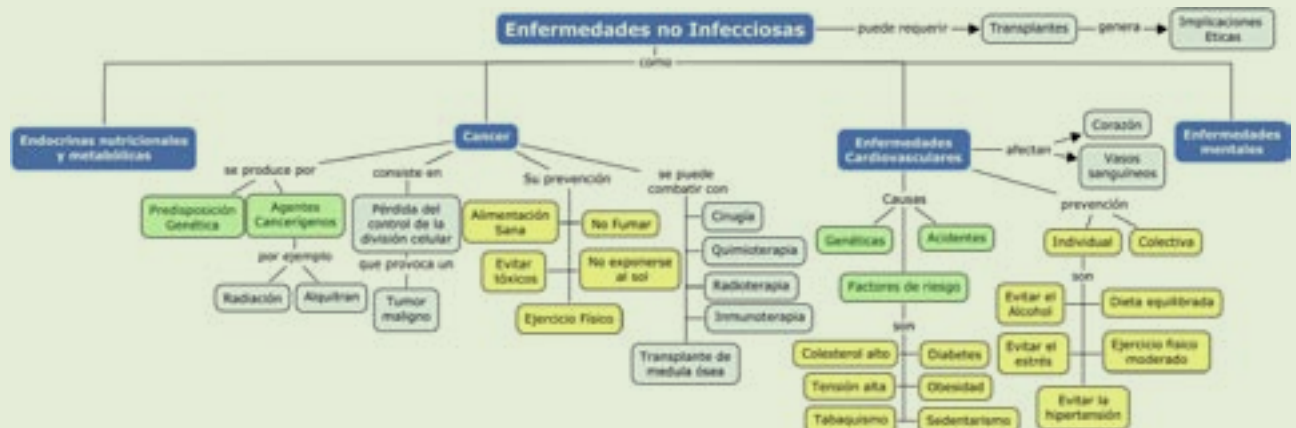 Enfermedades no Infecciosas
puede requerir
Transplantes
genera
Implicaciones
Eticas
como
Endocrinas nutricionales
y metabólicas
Cancer
Enfermedades
Cardiovasculares
afectan
Corazón
Vasos
sanguíneos
Enfermedades
mentales
se produce por
Predisposición
Genética
Agentes
Cancerígenos
por ejemplo
Radiación
Alquitran
consiste en
Pérdida del
control de la
división celular
que provoca un
Tumor
maligno
Su prevención
Alimentación
Sana
No Fumar
Evitar
tóxicos
No exponerse
al sol
Ejercicio Físico
se puede
combatir con
Cirugía
Quimioterapia
Radioterapia
Inmunoterapia
Transplante de
medula ósea
Causas
Genéticas
Acidentes
Factores de riesgo
son
Colesterol alto
Diabetes
Tensión alta
Obesidad
Tabaquismo
Sedentarismo
prevención
Individual
Colectiva
son
Evitar el
Alcohol
Dieta equilibrada
Evitar el
estrés
Ejercicio fisico
moderado
Evitar la
hipertensión